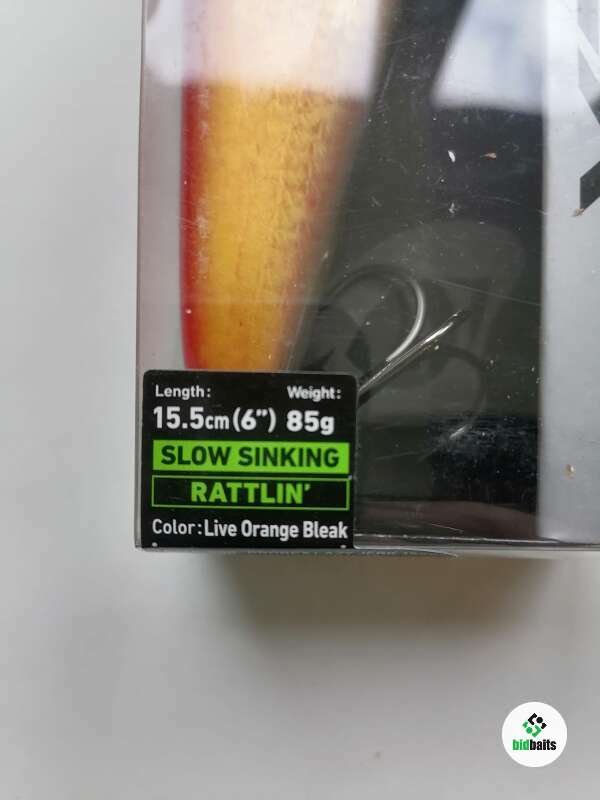 Length: Weight:
15.5cm (6") 85g
SLOW SINKING
RATTLIN'
Color: Live Orange Bleak
bidbaits